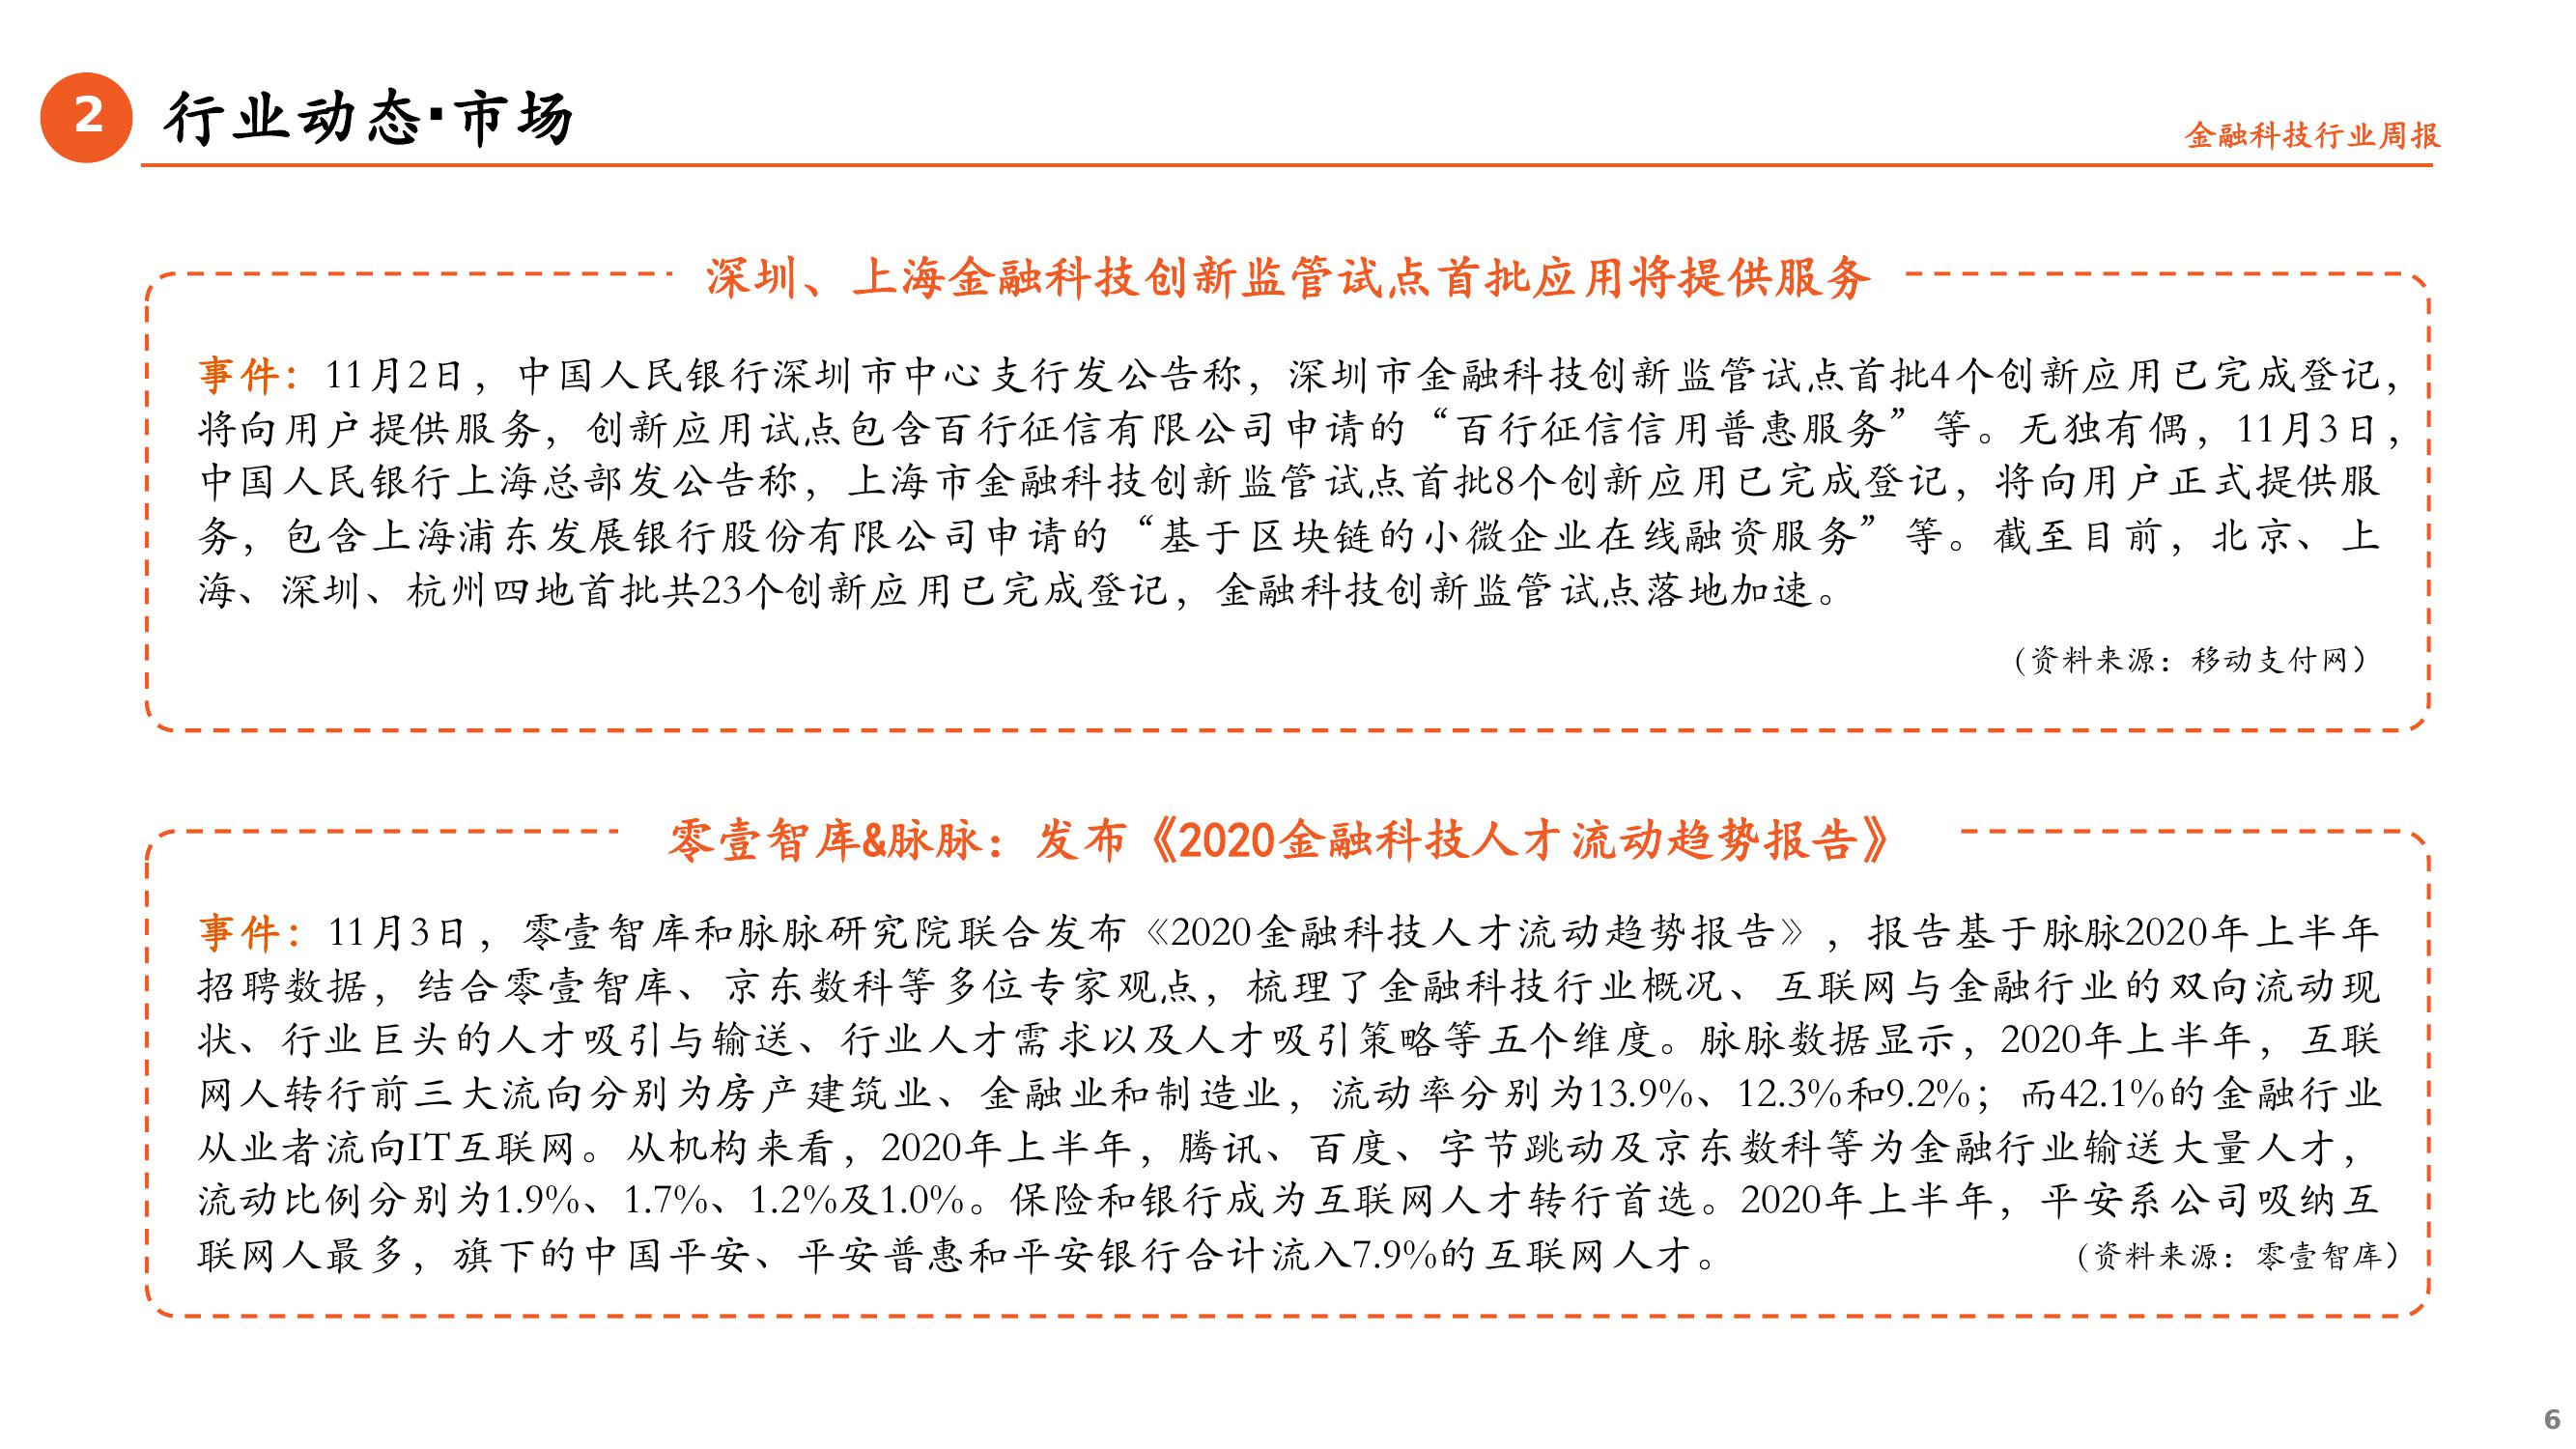 2
行业动态·市场
金融科技行业周报
深圳、上海金融科技创新监管试点首批应用将提供服务
事件：11月2日，中国人民银行深圳市中心支行发公告称，深圳市金融科技创新监管试点首批4个创新应用已完成登记，
将向用户提供服务，创新应用试点包含百行征信有限公司申请的“百行征信信用普惠服务”等。无独有偶，11月3日，
中国人民银行上海总部发公告称，上海市金融科技创新监管试点首批8个创新应用已完成登记，将向用户正式提供服
务，包含上海浦东发展银行股份有限公司申请的“基于区块链的小微企业在线融资服务”等。截至目前，北京、上
海、深圳、杭州四地首批共23个创新应用已完成登记，金融科技创新监管试点落地加速。
（资料来源：移动支付网）
零壹智库&脉脉：发布《2020金融科技人才流动趋势报告》
事件：11月3日，零壹智库和脉脉研究院联合发布《2020金融科技人才流动趋势报告》，报告基于脉脉2020年上半年
招聘数据，结合零壹智库、京东数科等多位专家观点，梳理了金融科技行业概况、互联网与金融行业的双向流动现
状、行业巨头的人才吸引与输送、行业人才需求以及人才吸引策略等五个维度。脉脉数据显示，2020年上半年，互联
网人转行前三大流向分别为房产建筑业、金融业和制造业，流动率分别为13.9%、12.3%和9.2%；而42.1%的金融行业
从业者流向IT互联网。从机构来看，2020年上半年，腾讯、百度、字节跳动及京东数科等为金融行业输送大量人才，
流动比例分别为1.9%、1.7%、1.2%及1.0%。保险和银行成为互联网人才转行首选。2020年上半年，平安系公司吸纳互
联网人最多，旗下的中国平安、平安普惠和平安银行合计流入7.9%的互联网人才。
（资料来源：零壹智库）
6